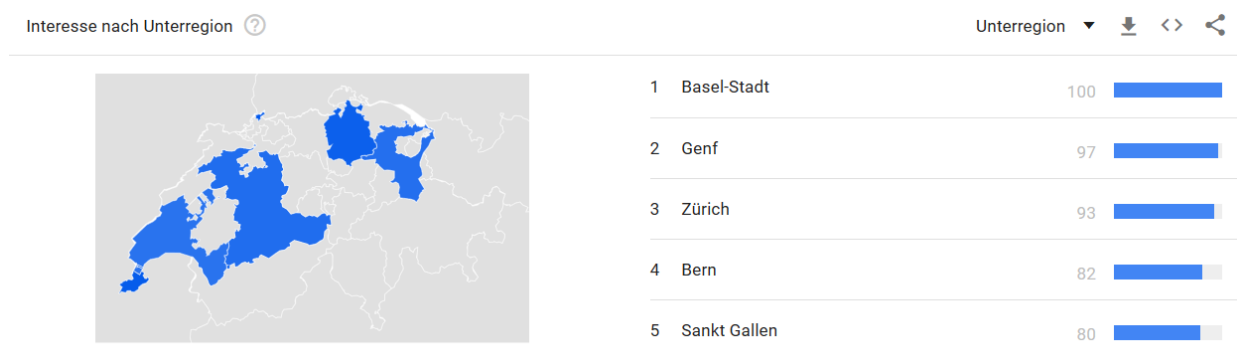 Interesse nach Unterregion ?
Unterregion
1 Basel-Stadt 100
2 Genf 97
3 Zürich 93
4 Bern 82
5 Sankt Gallen 80